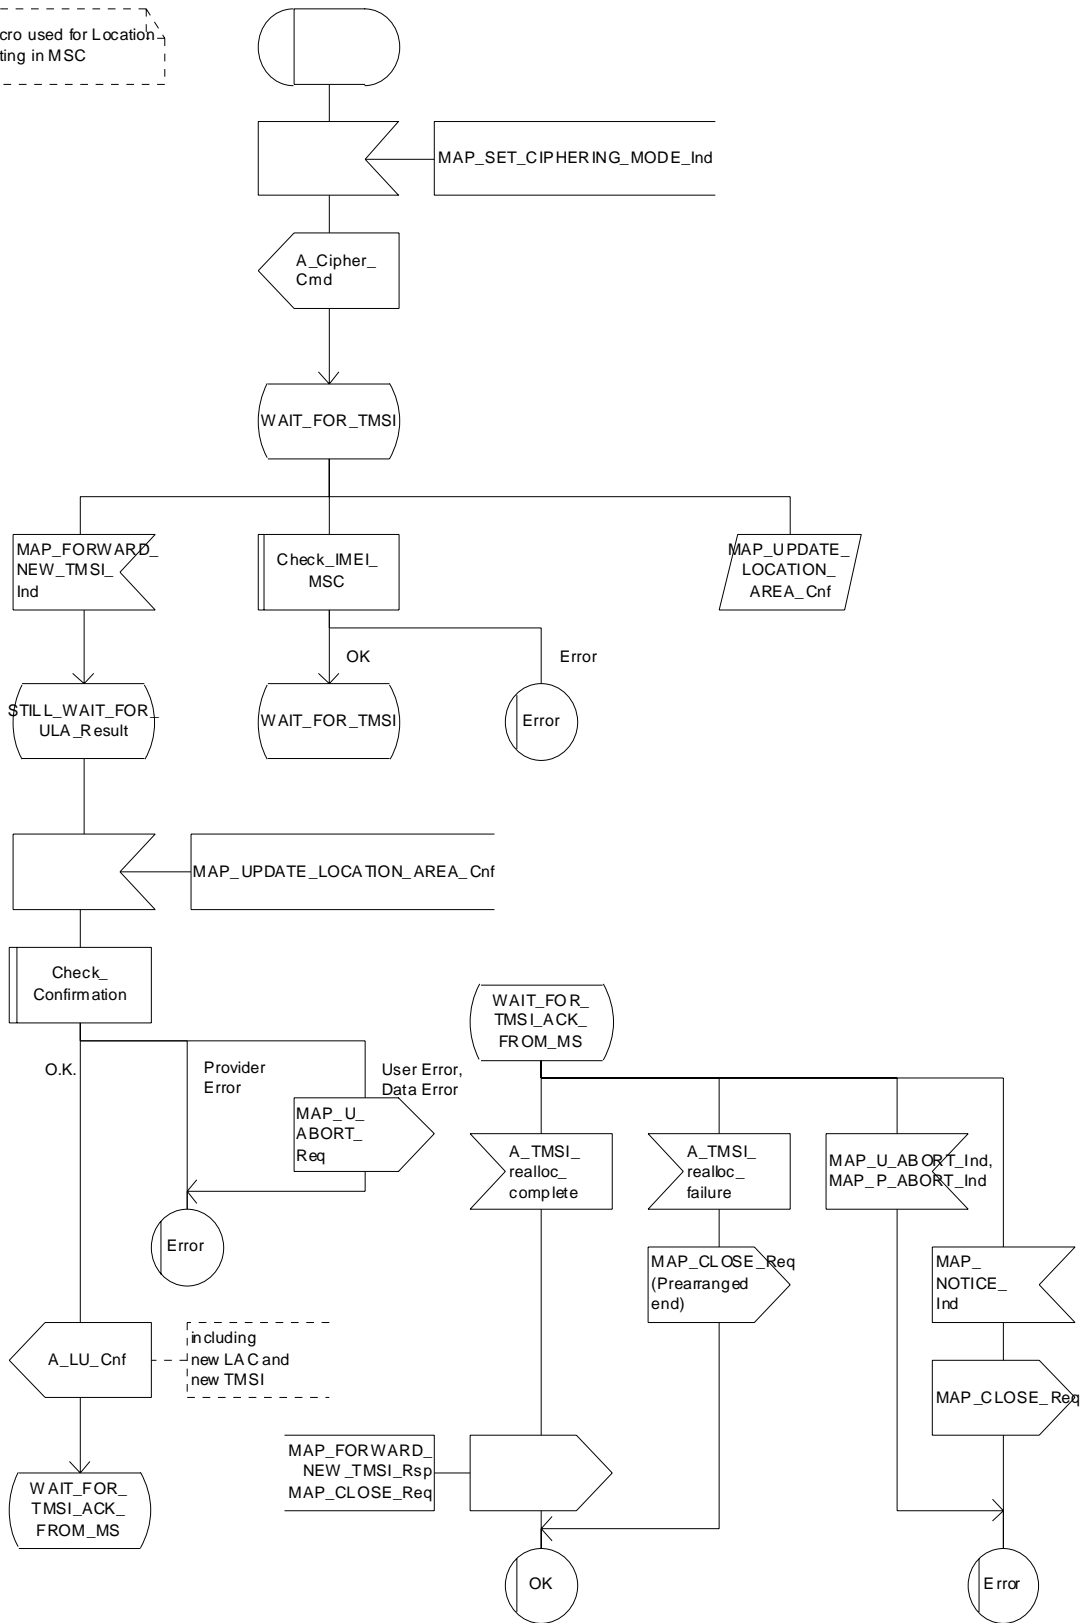 cro used for Location
ting in MSC
MAP_SET_CIPHERING_MODE_Ind
A_Cipher_
Cmd
WAIT_FOR_TMSI
MAP_FORWARD_
NEW_TMSI_
Ind
Check_IMEI_
MSC
MAP_UPDATE_
LOCATION_
AREA_Cnf
OK
Error
STILL_WAIT_FOR_
ULA_Result
WAIT_FOR_TMSI
Error
MAP_UPDATE_LOCATION_AREA_Cnf
Check_
Confirmation
O.K.
Provider
Error
User Error,
Data Error
MAP_U_
ABORT_
Req
Error
A_LU_Cnf
including
new LAC and
new TMSI
WAIT_FOR_
TMSI_ACK_
FROM_MS
WAIT_FOR_
TMSI_ACK_
FROM_MS
A_TMSI_
realloc_
complete
A_TMSI_
realloc_
failure
MAP_U_ABORT_Ind,
MAP_P_ABORT_Ind
MAP_CLOSE_Req
(Prearranged
end)
MAP_
NOTICE_
Ind
MAP_CLOSE_Req
MAP_FORWARD_
NEW_TMSI_Rsp
MAP_CLOSE_Req
OK
Error